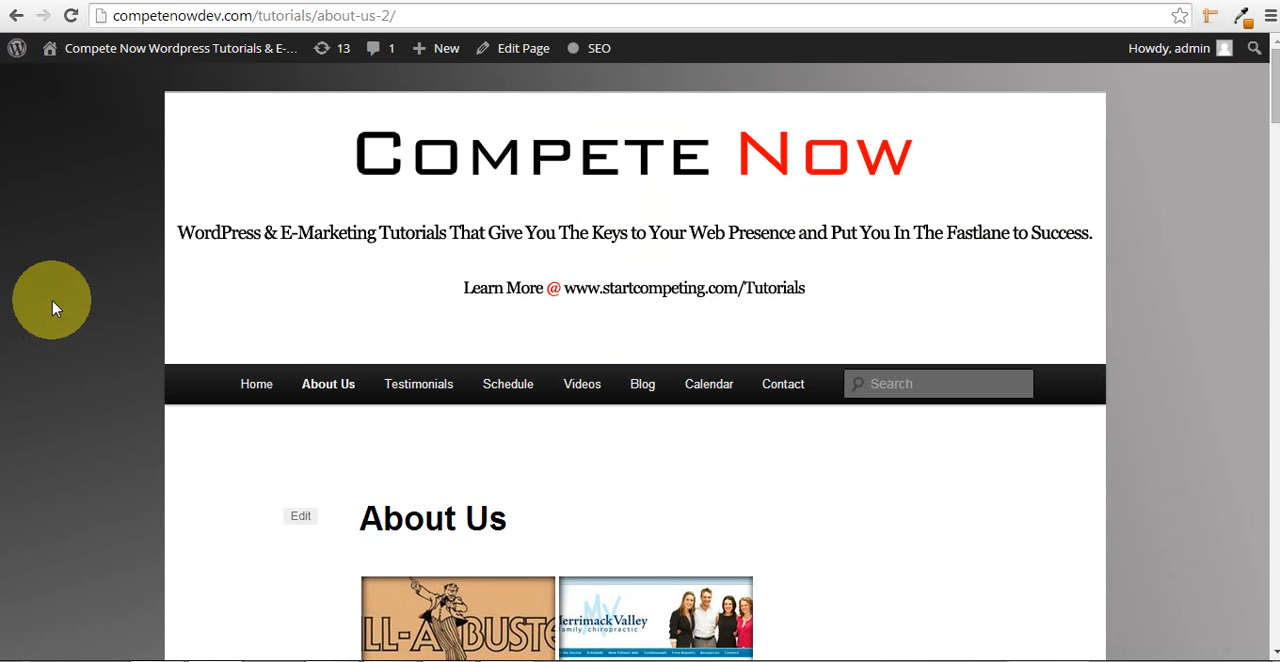 competenowdev.com/tutorials/about-us-2/
Compete Now Wordpress Tutorials & E-... 13 1 New Edit Page SEO Howdy, admin
Compete Now
WordPress & E-Marketing Tutorials That Give You The Keys to Your Web Presence and Put You In The Fastlane to Success.
Learn More @ www.startcompeting.com/Tutorials
Home About Us Testimonials Schedule Videos Blog Calendar Contact Search
Edit About Us
LL-A BUST
Merrimack Valley
family chiropractic